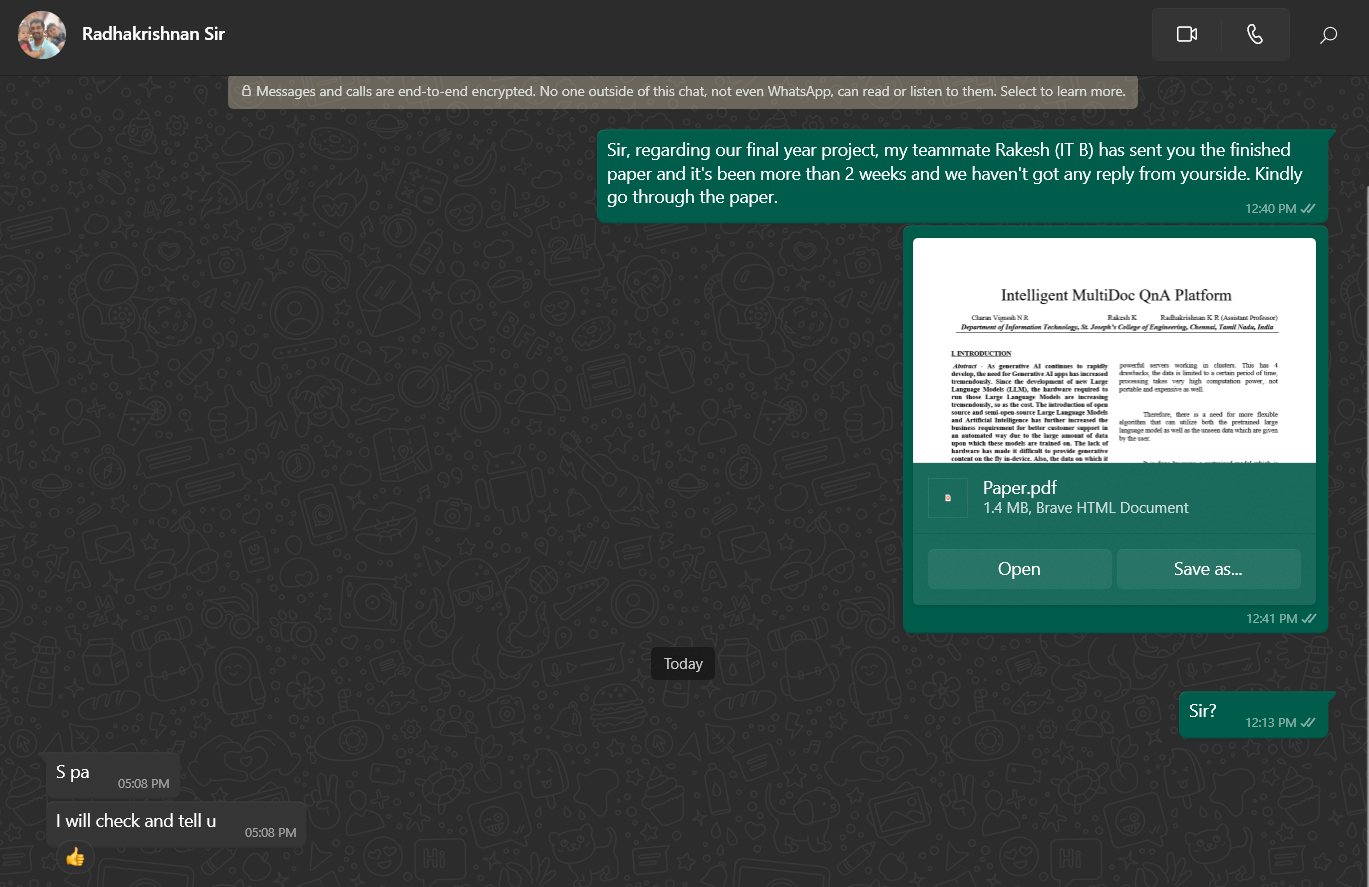 Radhakrishnan Sir
Messages and calls are end-to-end encrypted. No one outside of this chat, not even WhatsApp, can read or listen to them. Select to learn more.
Sir, regarding our final year project, my teammate Rakesh (IT B) has sent you the finished
paper and it's been more than 2 weeks and we haven't got any reply from yourside. Kindly
go through the paper.
12:40 PM
Intelligent MultiDoc QnA Platform
Charan Vignesh N R Rakesh K Radhakrishnan K R (Assistant Professor)
Department of Information Technology, St. Joseph's College of Engineering, Chennai, Tamil Nadu, India
I. INTRODUCTION
Abstract - As generative AI continues to rapidly
develop, the need for Generative AI apps has increased
tremendously. Since the development of new Large
Language Models (LLM), the hardware required to
run those Large Language Models are increasing
tremendously, so as the cost. The introduction of open
source and semi-open-source Large Language Models
and Artificial Intelligence has further increased the
business requirement for better customer support in
an automated way due to the large amount of data
upon which these models are trained on. The lack of
hardware has made it difficult to provide generative
content on the fly in-device. Also, the data on which it
powerful servers working in clusters. This has 4
drawbacks, the data is limited to a certain period of time,
processing takes very high computation power, not
portable and expensive as well.
Therefore, there is a need for more flexible
algorithm that can utilize both the pretrained large
language model as well as the unseen data which are given
by the user.
Paper.pdf
1.4 MB, Brave HTML Document
Open
Save as...
12:41 PM
Today
Sir?
12:13 PM
S pa
05:08 PM
I will check and tell u
05:08 PM